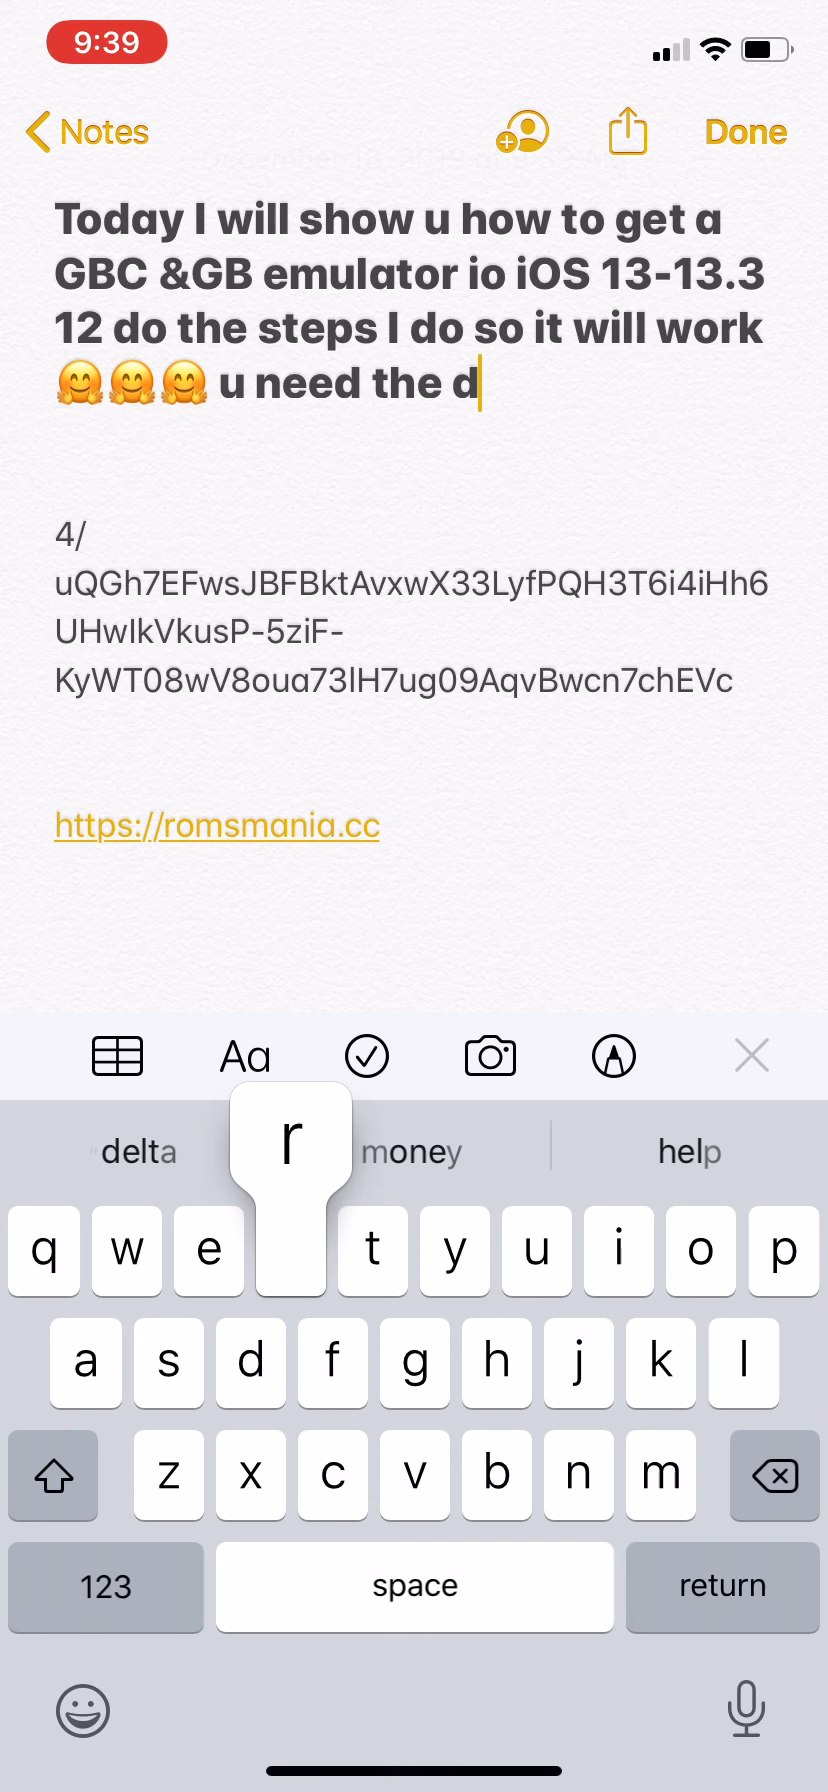 9:39
Notes
Done
Today I will show u how to get a
GBC &GB emulator io iOS 13-13.3
12 do the steps I do so it will work
🤗🤗🤗 u need the d
4/
uQGh7EFwsJBFBktAvxwX33LyfPQH3T6i4iHh6
UHwIkVkusP-5ziF-
KyWT08wV8oua73lH7ug09AqvBwcn7chEVc
https://romsmania.cc
Aa
r
"delta money help
q w e t y u i o p
a s d f g h j k l
z x c v b n m
123 space return